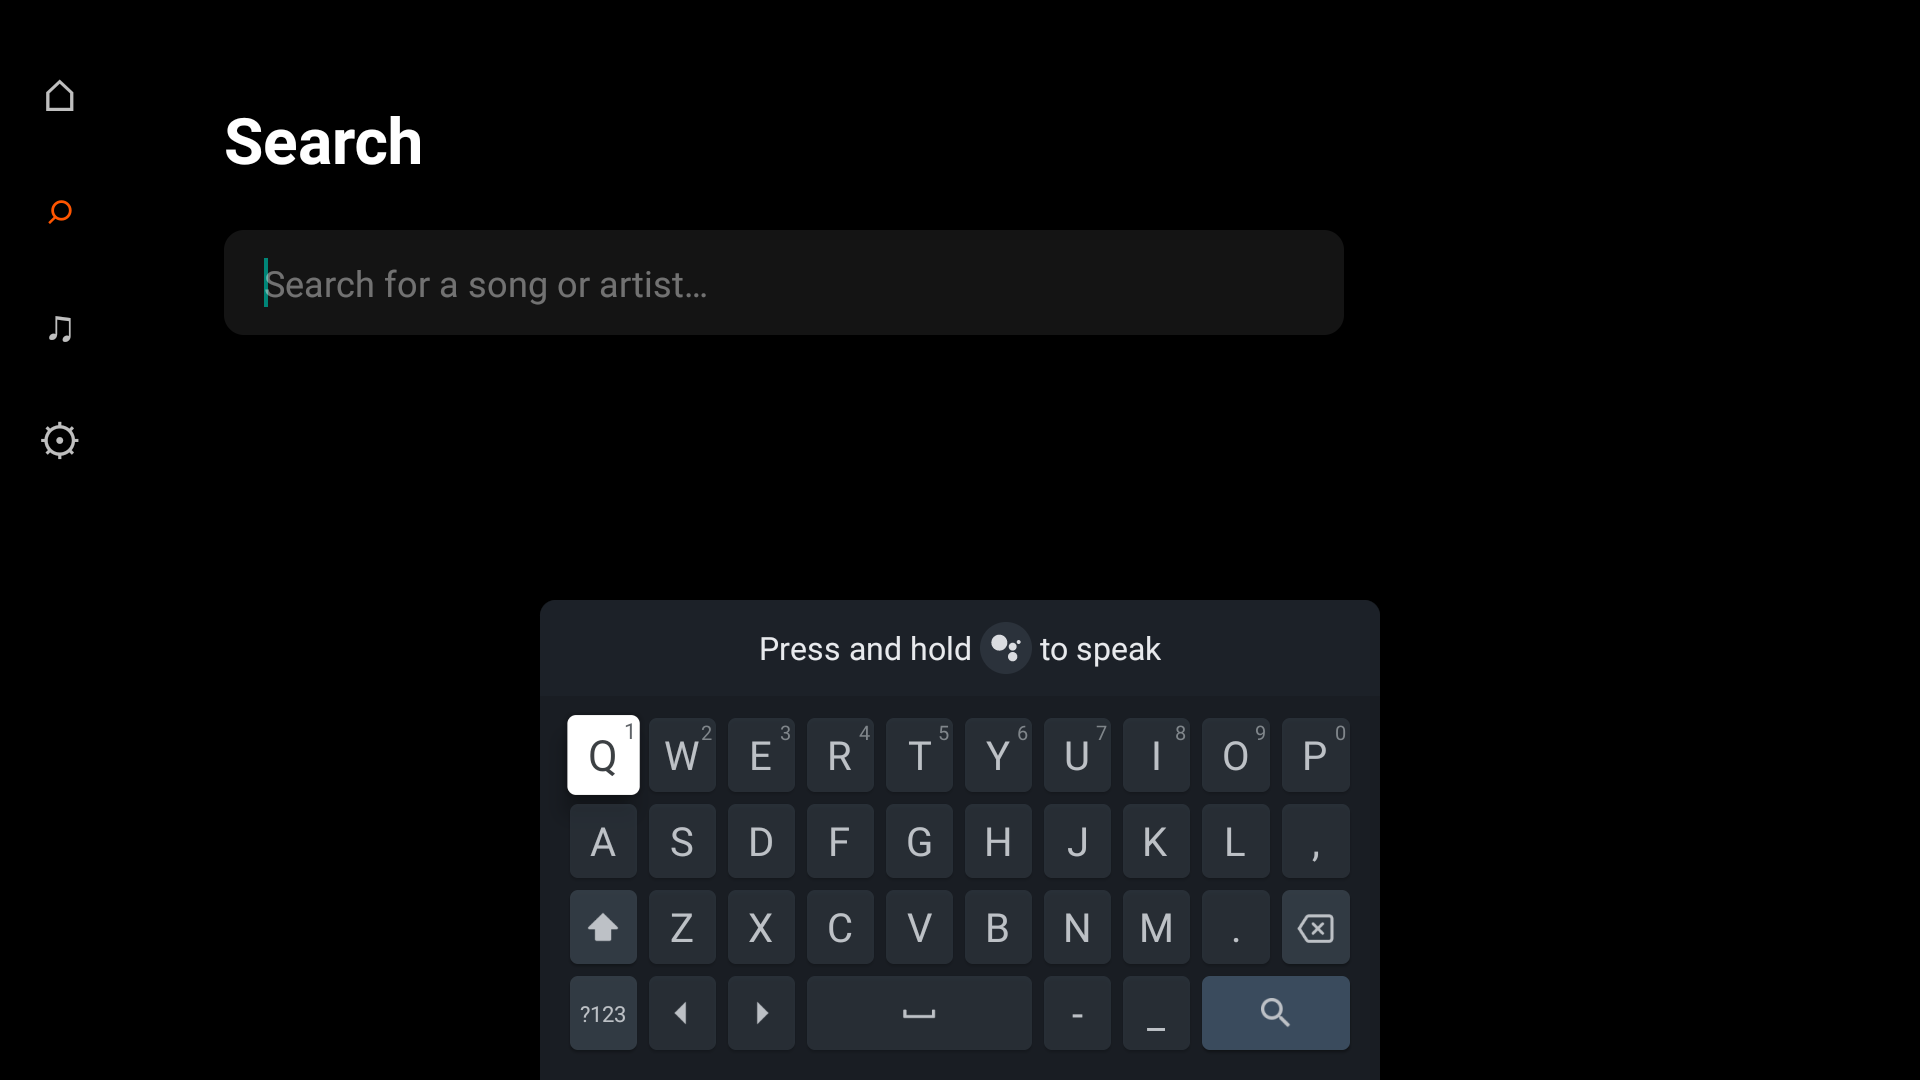 Search
Search for a song or artist...
Press and hold to speak
Q 1 W 2 E 3 R 4 T 5 Y 6 U 7 I 8 O 9 P 0
A S D F G H J K L ,
Z X C V B N M .
?123 - _